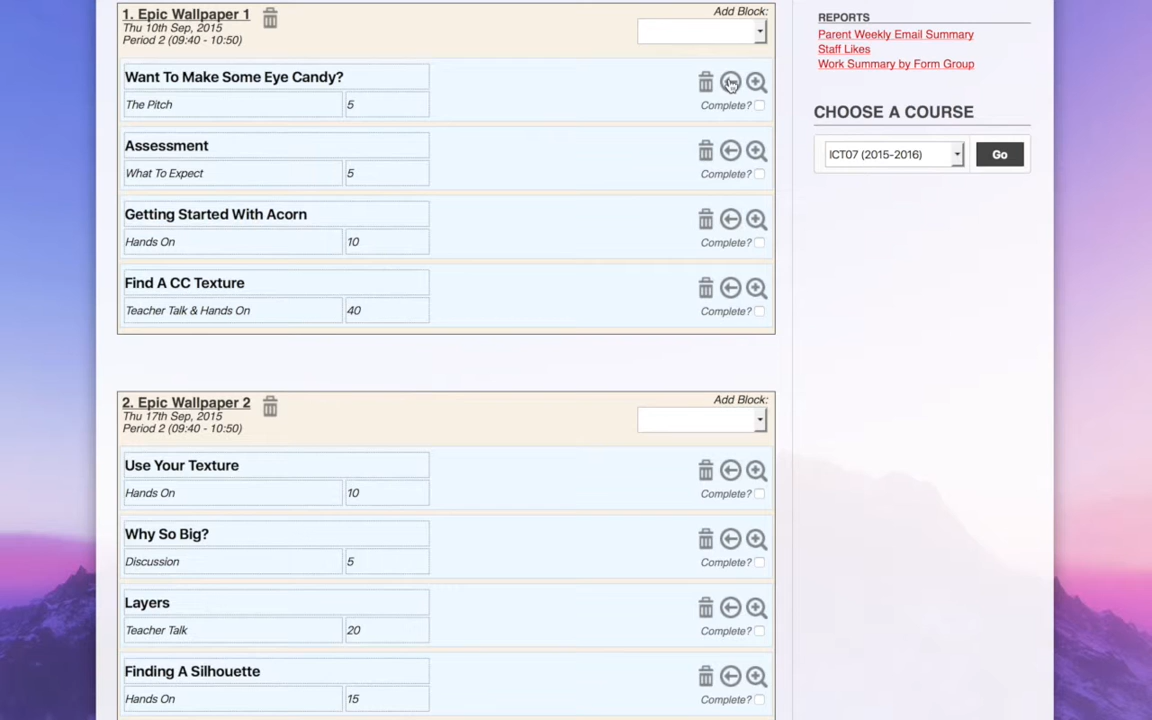 1. Epic Wallpaper 1
Thu 10th Sep, 2015
Period 2 (09:40 - 10:50)
Add Block:
Want To Make Some Eye Candy?
The Pitch 5
Complete?
Assessment
What To Expect 5
Complete?
Getting Started With Acorn
Hands On 10
Complete?
Find A CC Texture
Teacher Talk & Hands On 40
Complete?
2. Epic Wallpaper 2
Thu 17th Sep, 2015
Period 2 (09:40 - 10:50)
Add Block:
Use Your Texture
Hands On 10
Complete?
Why So Big?
Discussion 5
Complete?
Layers
Teacher Talk 20
Complete?
Finding A Silhouette
Hands On 15
Complete?
REPORTS
Parent Weekly Email Summary
Staff Likes
Work Summary by Form Group
CHOOSE A COURSE
ICT07 (2015-2016) Go